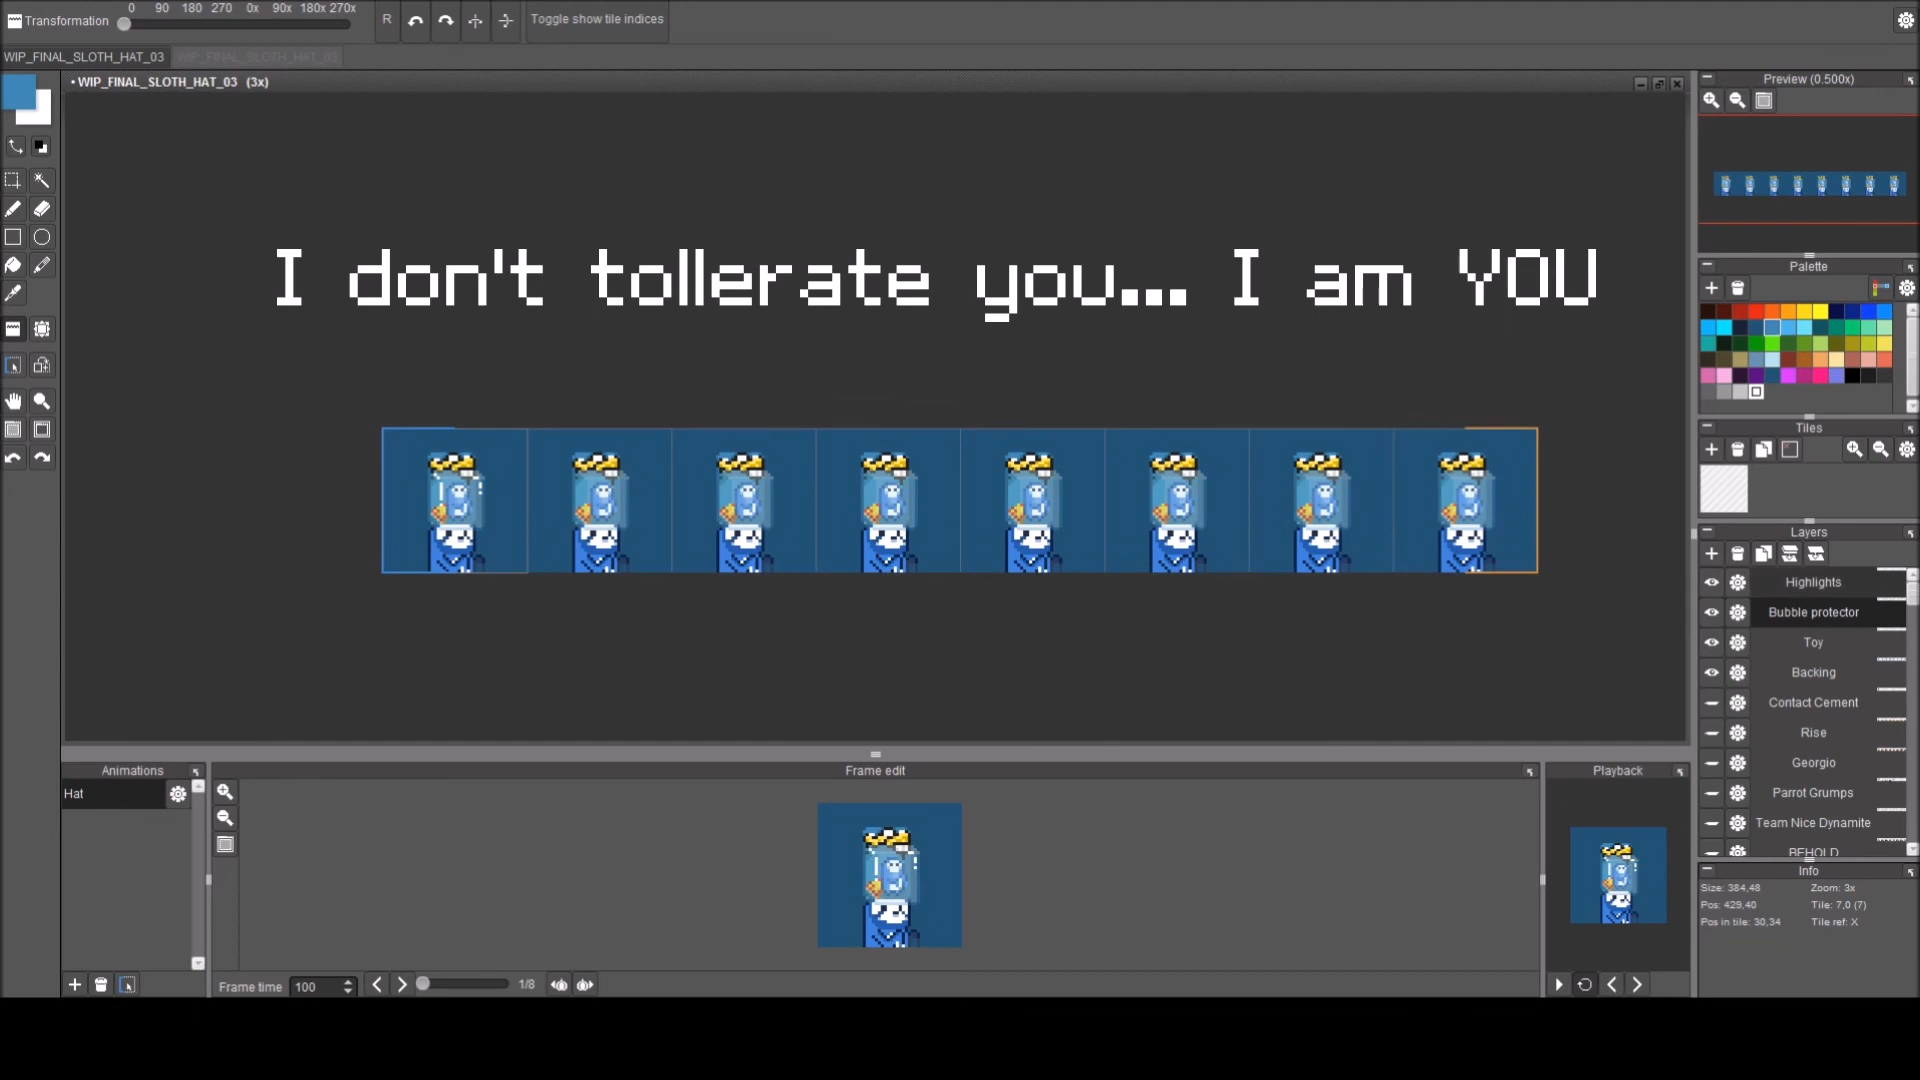 0 90 180 270 0x 90x 180x 270x
Transformation
R
Toggle show tile indices
WIP_FINAL_SLOTH_HAT_03 WIP_FINAL_SLOTH_HAT_03
• WIP_FINAL_SLOTH_HAT_03 (3x)
I don't tollerate you... I am YOU
Preview (0.500x)
Palette
Tiles
Layers
Highlights
Bubble protector
Toy
Backing
Contact Cement
Rise
Georgio
Parrot Grumps
Team Nice Dynamite
BEHOLD
Info
Size: 384,48 Zoom: 3x
Pos: 429,40 Tile: 7,0 (7)
Pos in tile: 30,34 Tile ref: X
Animations
Hat
Frame edit
Frame time 100
1/8
Playback